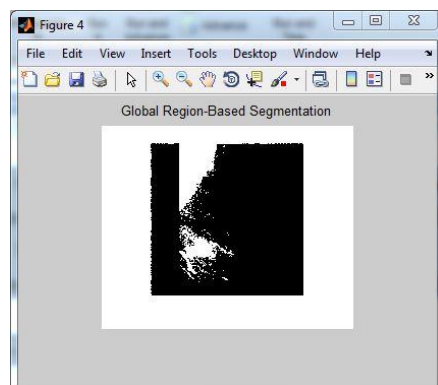 Figure 4
File Edit View Insert Tools Desktop Window Help
Global Region-Based Segmentation